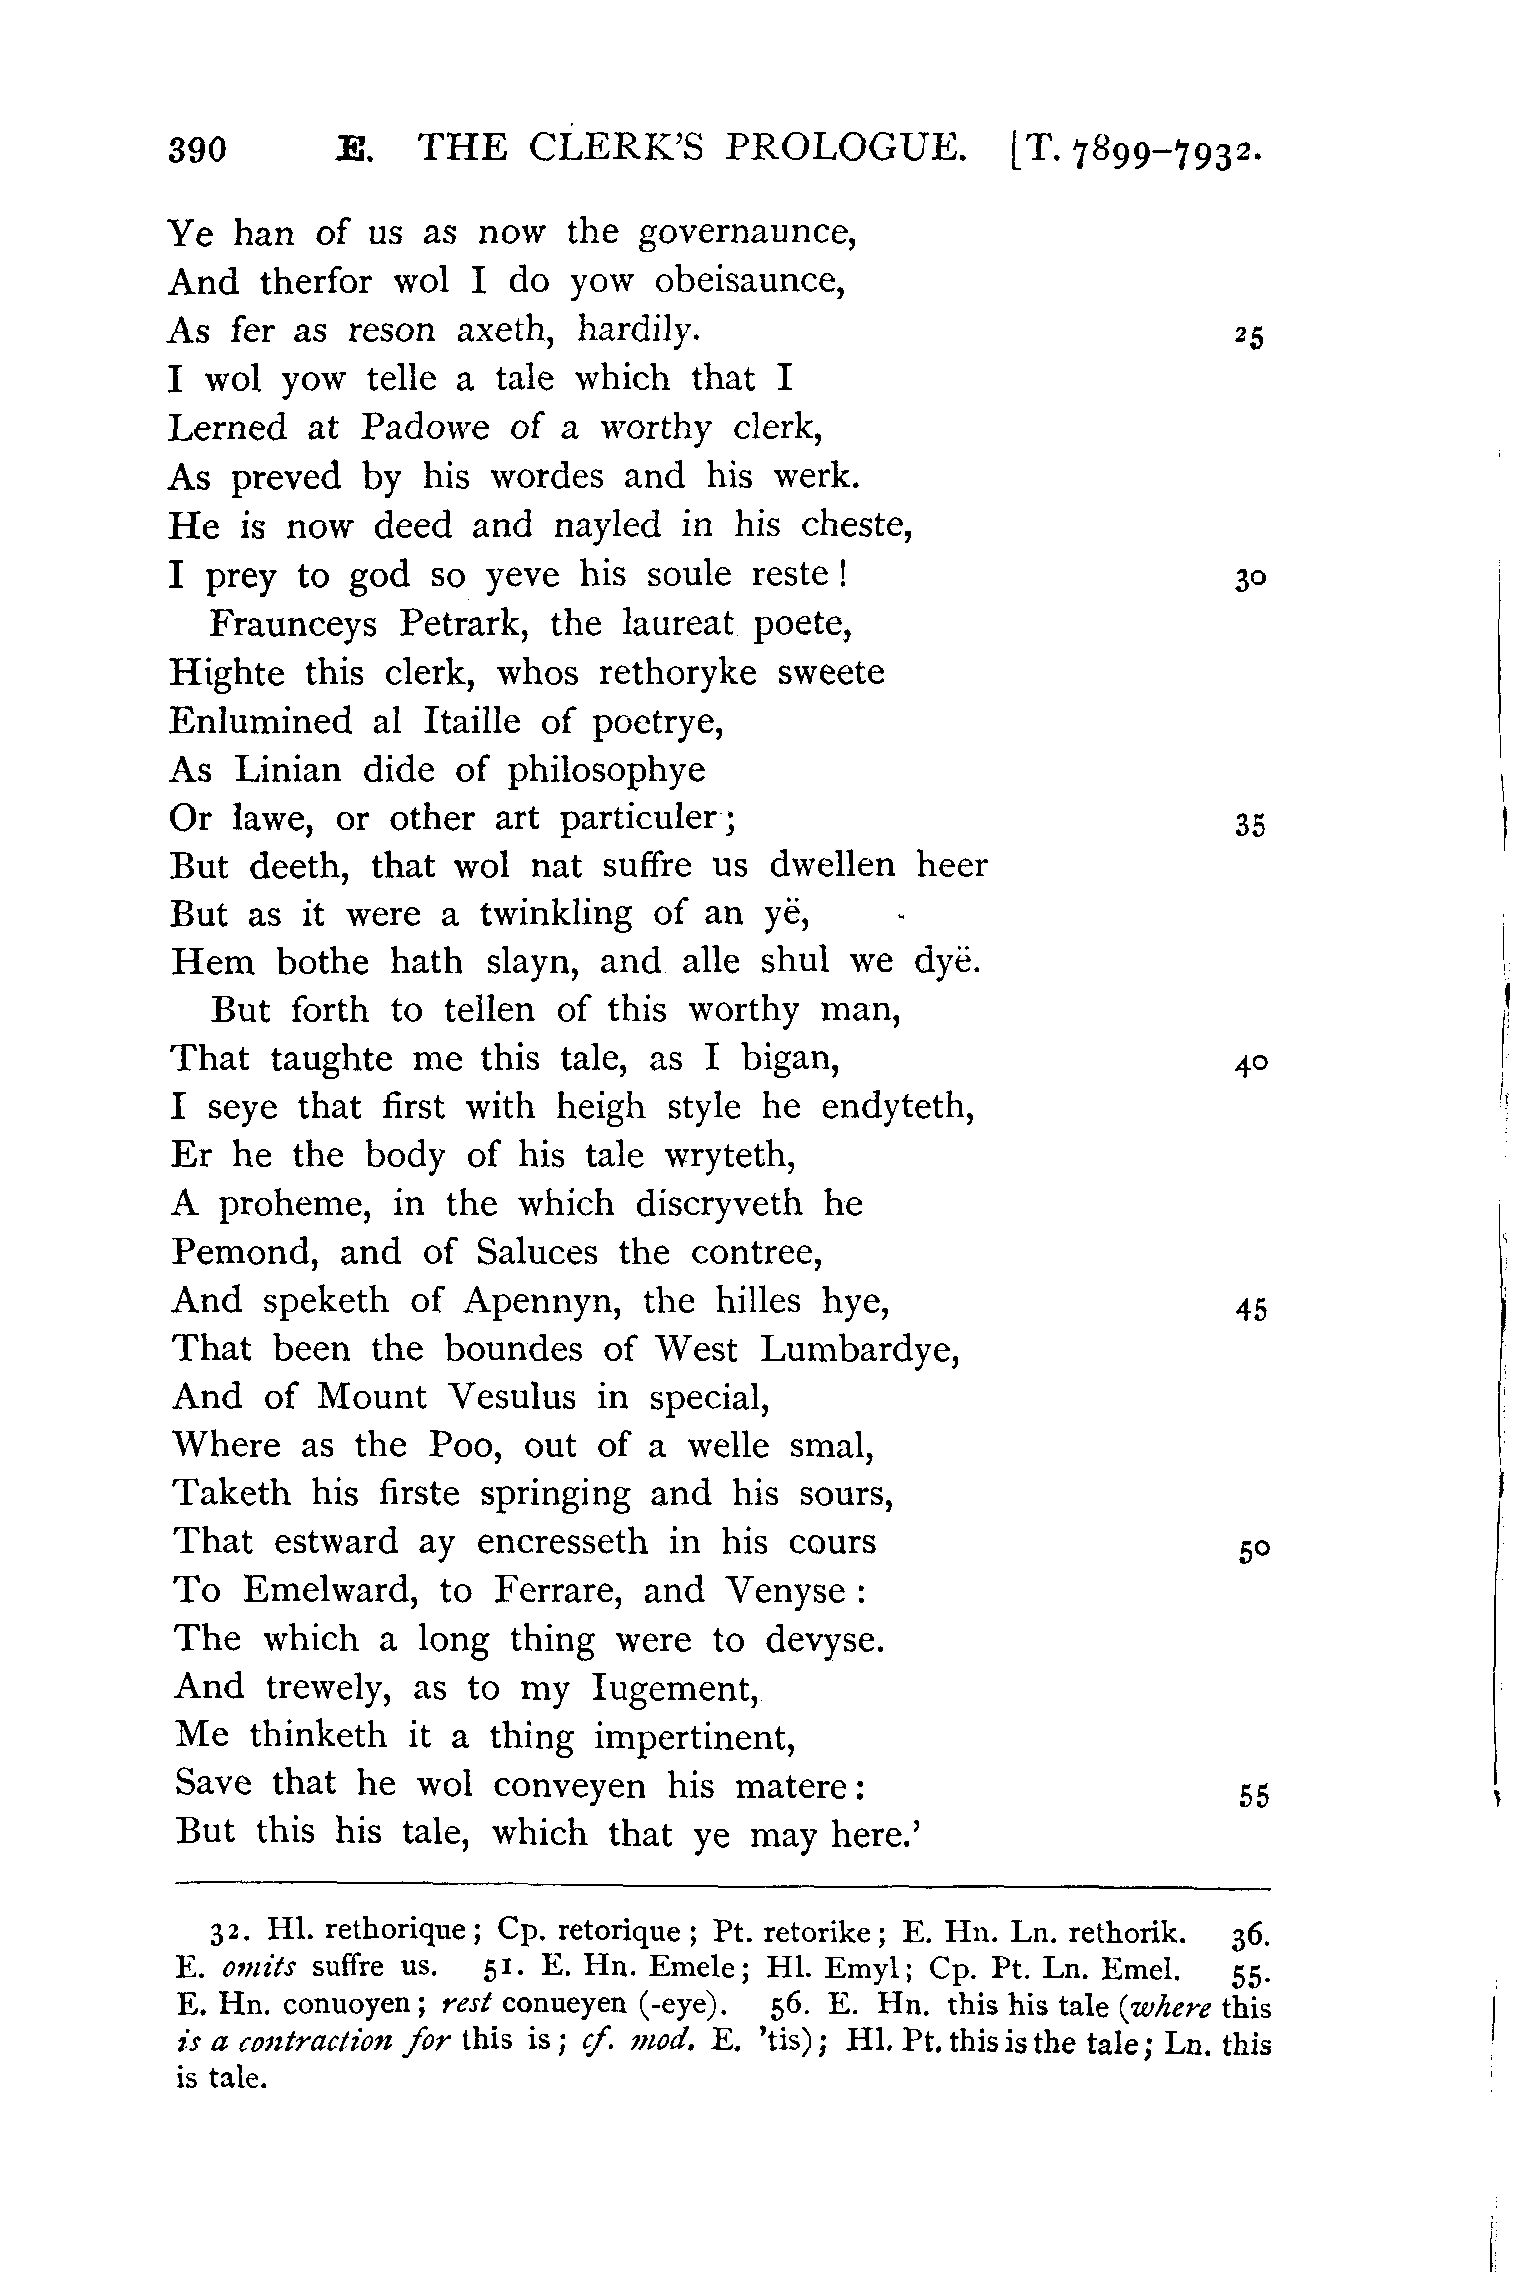 390 E. THE CLERK'S PROLOGUE. [T. 7899–7932.
Ye han of us as now the governaunce,
And therfor wol I do yow obeisaunce,
As fer as reson axeth, hardily. 25
I wol yow telle a tale which that I
Lerned at Padowe of a worthy clerk,
As preved by his wordes and his werk.
He is now deed and nayled in his cheste,
I prey to god so yeve his soule reste! 30
Fraunceys Petrark, the laureat poete,
Highte this clerk, whos rethoryke sweete
Enlumined al Itaille of poetrye,
As Linian dide of philosophye
Or lawe, or other art particuler; 35
But deeth, that wol nat suffre us dwellen heer
But as it were a twinkling of an yë,
Hem bothe hath slayn, and alle shul we dyë.
But forth to tellen of this worthy man,
That taughte me this tale, as I bigan, 40
I seye that first with heigh style he endyteth,
Er he the body of his tale wryteth,
A proheme, in the which discryveth he
Pemond, and of Saluces the contree,
And speketh of Apennyn, the hilles hye, 45
That been the boundes of West Lumbardye,
And of Mount Vesulus in special,
Where as the Poo, out of a welle smal,
Taketh his firste springing and his sours,
That estward ay encresseth in his cours 50
To Emelward, to Ferrare, and Venyse:
The which a long thing were to devyse.
And trewely, as to my Iugement,
Me thinketh it a thing impertinent,
Save that he wol conveyen his matere: 55
But this his tale, which that ye may here.'
32. Hl. rethorique; Cp. retorique; Pt. retorike; E. Hn. Ln. rethorik. 36.
E. omits suffre us. 51. E. Hn. Emele; Hl. Emyl; Cp. Pt. Ln. Emel. 55.
E. Hn. conuoyen; rest conueyen (-eye). 56. E. Hn. this his tale (where this
is a contraction for this is; cf. mod. E. 'tis); Hl. Pt. this is the tale; Ln. this
is tale.